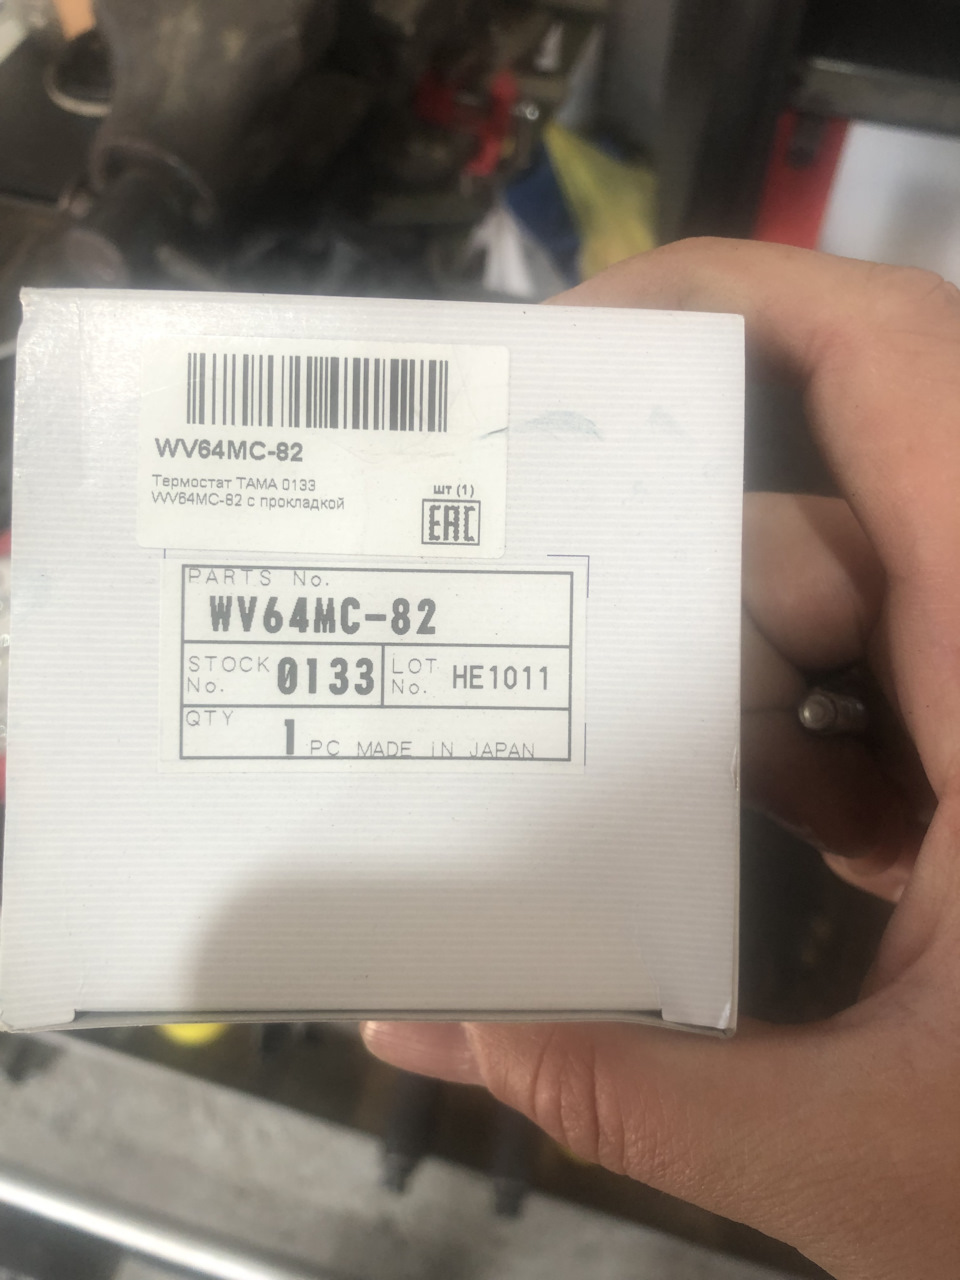 WV64MC-82
Термостат TAMA 0133
WV64MC-82 с прокладкой
шт (1)
EAC
PARTS No.
WV64MC-82
STOCK No. 0133
LOT No. HE1011
QTY 1 PC MADE IN JAPAN